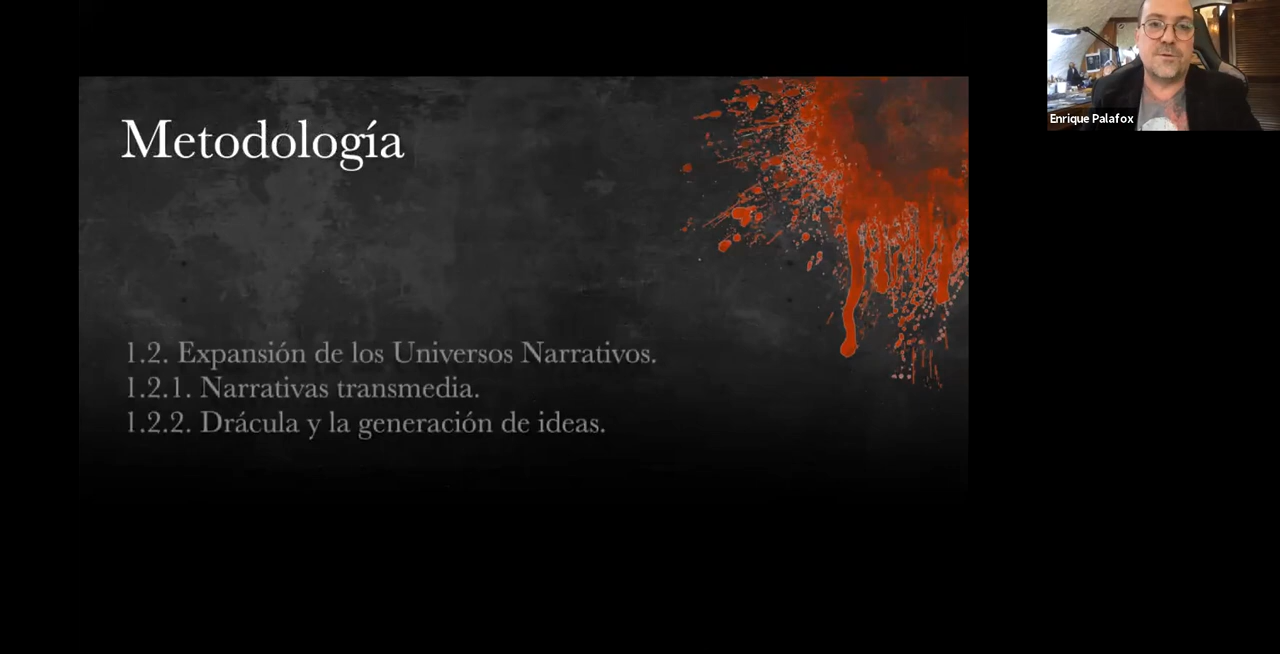 Metodología
1.2. Expansión de los Universos Narrativos.
1.2.1. Narrativas transmedia.
1.2.2. Drácula y la generación de ideas.
Enrique Palafox